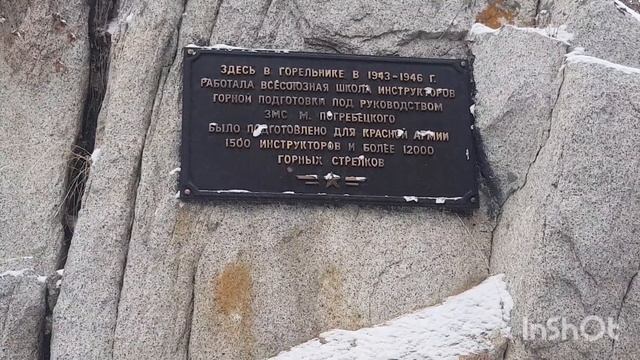 ЗДЕСЬ В ГОРЕЛЬНИКЕ В 1943-1946 Г.
РАБОТАЛА ВСЕСОЮЗНАЯ ШКОЛА ИНСТРУКТОРОВ
ГОРНОЙ ПОДГОТОВКИ ПОД РУКОВОДСТВОМ
ЗМС М. ПОГРЕБЕЦКОГО
БЫЛО ПОДГОТОВЛЕНО ДЛЯ КРАСНОЙ АРМИИ
1500 ИНСТРУКТОРОВ И БОЛЕЕ 12000
ГОРНЫХ СТРЕЛКОВ
InShOt